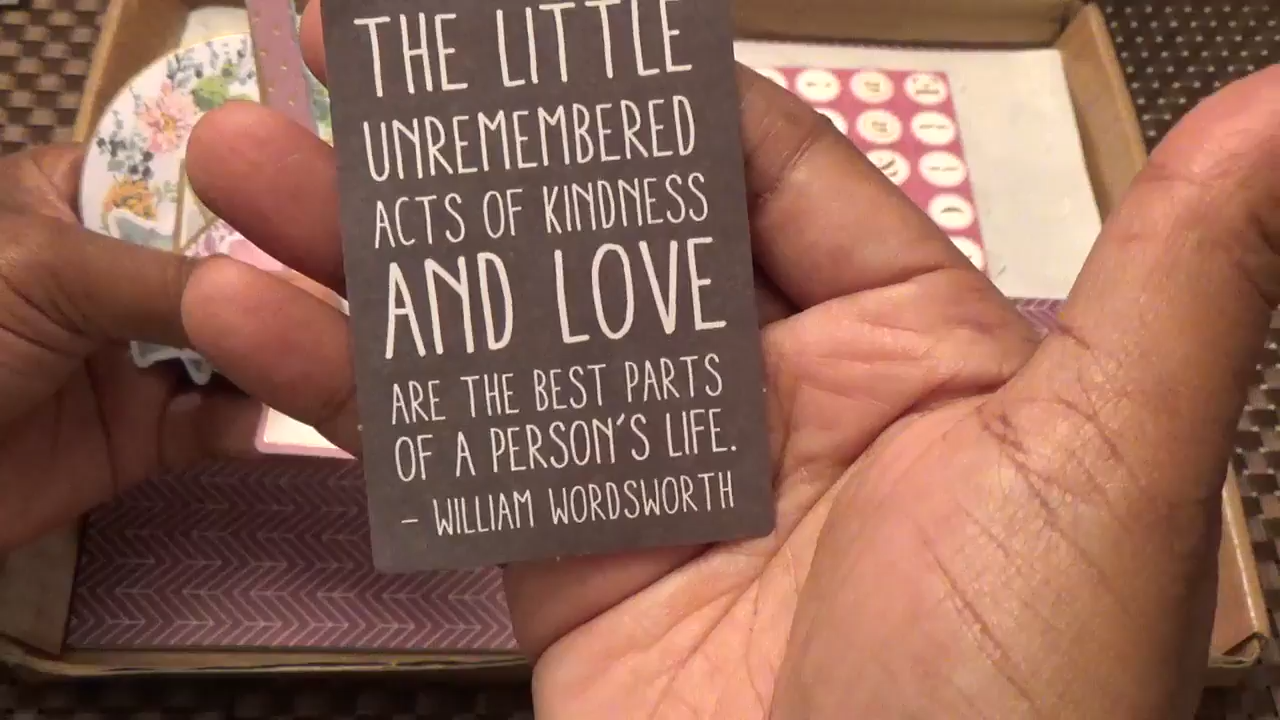 THE LITTLE
UNREMEMBERED
ACTS OF KINDNESS
AND LOVE
ARE THE BEST PARTS
OF A PERSON'S LIFE.
- WILLIAM WORDSWORTH